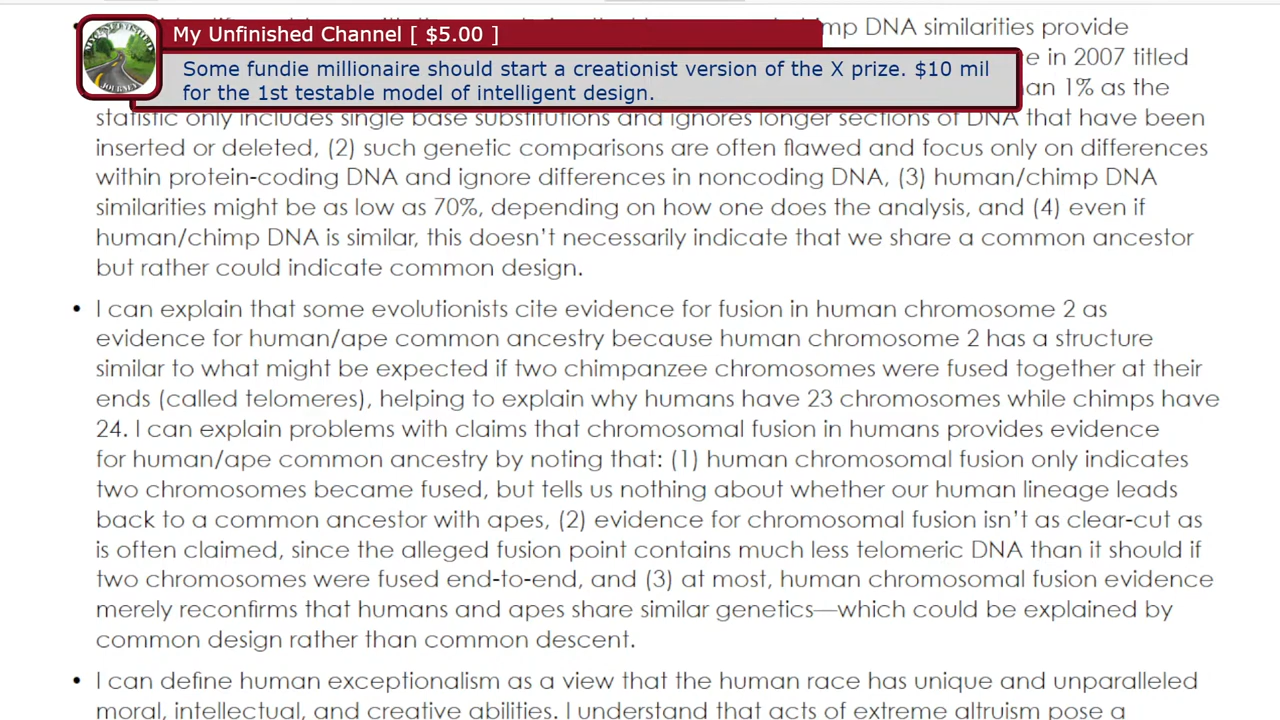 My Unfinished Channel [ $5.00 ]
Some fundie millionaire should start a creationist version of the X prize. $10 mil
for the 1st testable model of intelligent design.
chimp DNA similarities provide
e in 2007 titled
an 1% as the
statistic only includes single base substitutions and ignores longer sections of DNA that have been
inserted or deleted, (2) such genetic comparisons are often flawed and focus only on differences
within protein-coding DNA and ignore differences in noncoding DNA, (3) human/chimp DNA
similarities might be as low as 70%, depending on how one does the analysis, and (4) even if
human/chimp DNA is similar, this doesn’t necessarily indicate that we share a common ancestor
but rather could indicate common design.
• I can explain that some evolutionists cite evidence for fusion in human chromosome 2 as
evidence for human/ape common ancestry because human chromosome 2 has a structure
similar to what might be expected if two chimpanzee chromosomes were fused together at their
ends (called telomeres), helping to explain why humans have 23 chromosomes while chimps have
24. I can explain problems with claims that chromosomal fusion in humans provides evidence
for human/ape common ancestry by noting that: (1) human chromosomal fusion only indicates
two chromosomes became fused, but tells us nothing about whether our human lineage leads
back to a common ancestor with apes, (2) evidence for chromosomal fusion isn’t as clear-cut as
is often claimed, since the alleged fusion point contains much less telomeric DNA than it should if
two chromosomes were fused end-to-end, and (3) at most, human chromosomal fusion evidence
merely reconfirms that humans and apes share similar genetics—which could be explained by
common design rather than common descent.
• I can define human exceptionalism as a view that the human race has unique and unparalleled
moral, intellectual, and creative abilities. I understand that acts of extreme altruism pose a